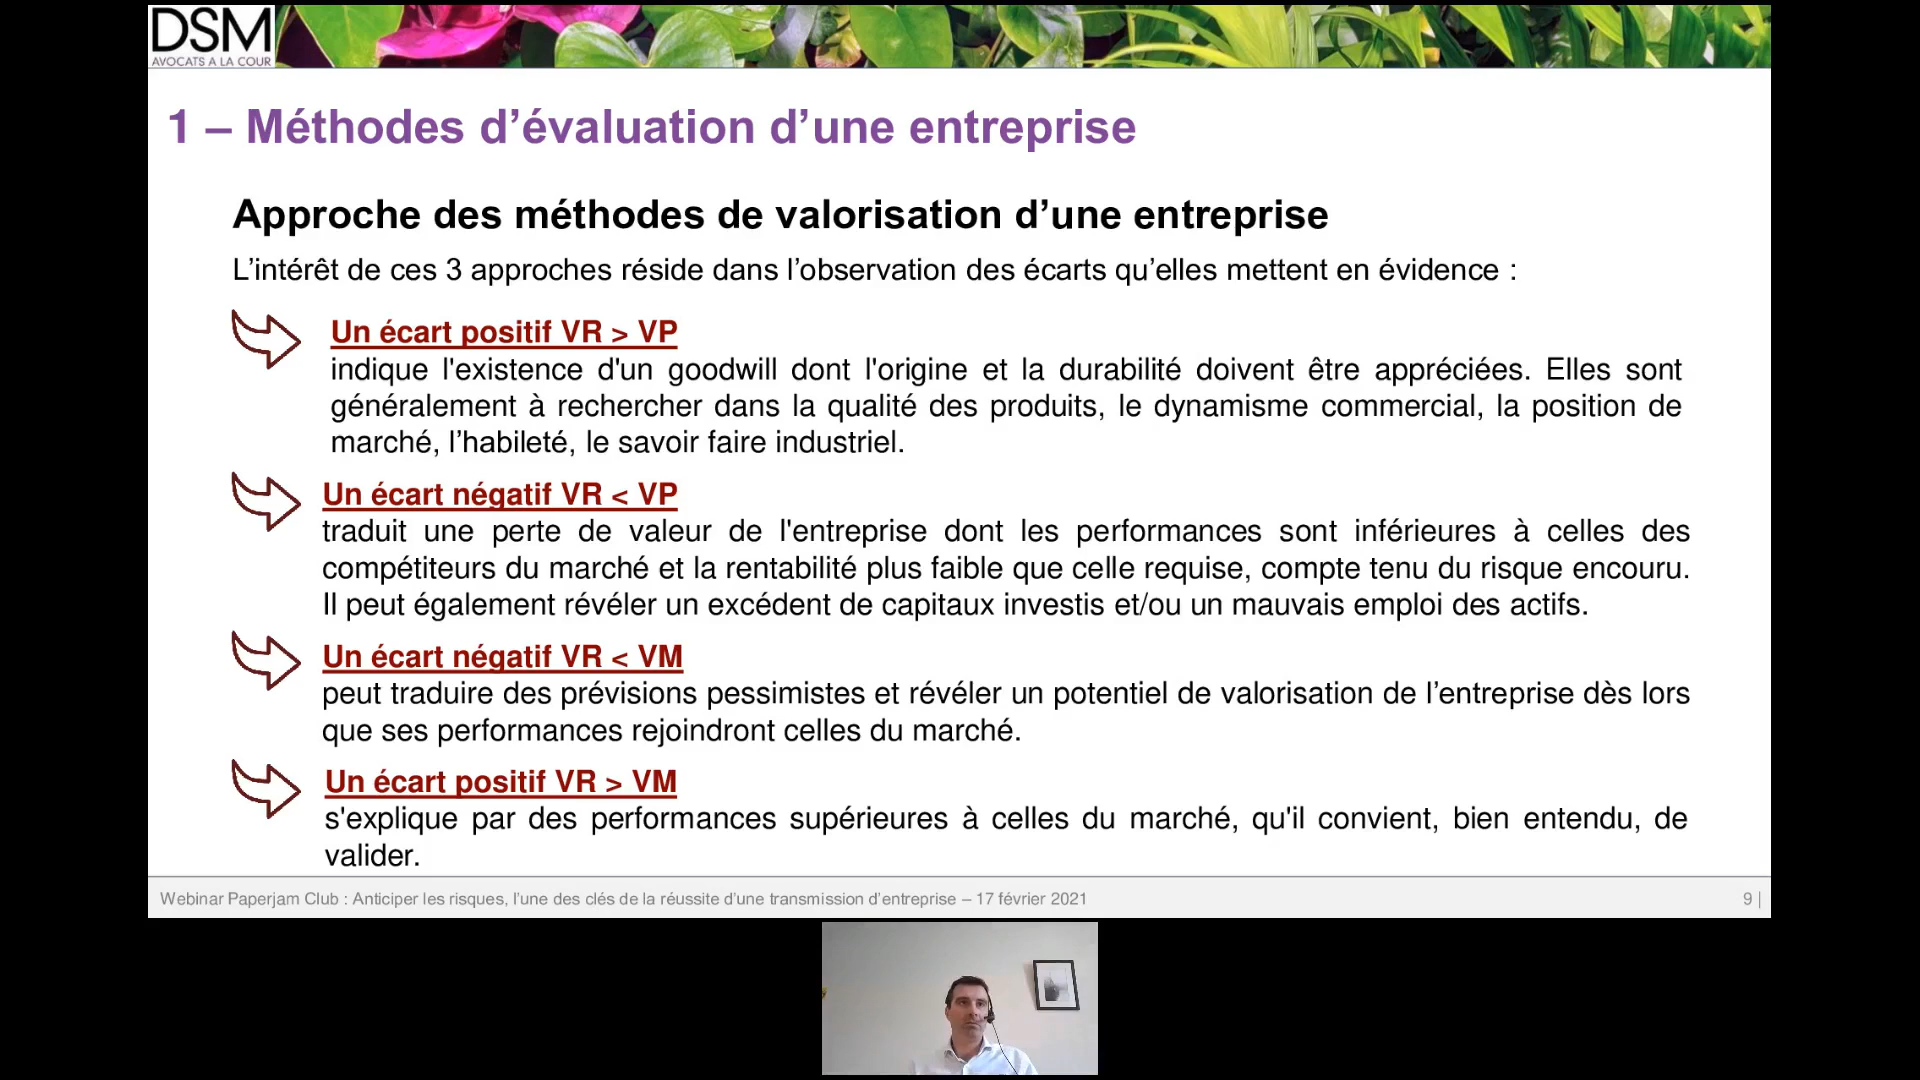 DSM
AVOCATS A LA COUR
1 – Méthodes d’évaluation d’une entreprise
Approche des méthodes de valorisation d’une entreprise
L’intérêt de ces 3 approches réside dans l’observation des écarts qu’elles mettent en évidence :
Un écart positif VR > VP
indique l'existence d'un goodwill dont l'origine et la durabilité doivent être appréciées. Elles sont
généralement à rechercher dans la qualité des produits, le dynamisme commercial, la position de
marché, l’habileté, le savoir faire industriel.
Un écart négatif VR < VP
traduit une perte de valeur de l'entreprise dont les performances sont inférieures à celles des
compétiteurs du marché et la rentabilité plus faible que celle requise, compte tenu du risque encouru.
Il peut également révéler un excédent de capitaux investis et/ou un mauvais emploi des actifs.
Un écart négatif VR < VM
peut traduire des prévisions pessimistes et révéler un potentiel de valorisation de l’entreprise dès lors
que ses performances rejoindront celles du marché.
Un écart positif VR > VM
s'explique par des performances supérieures à celles du marché, qu'il convient, bien entendu, de
valider.
Webinar Paperjam Club : Anticiper les risques, l’une des clés de la réussite d’une transmission d’entreprise – 17 février 2021
9 |